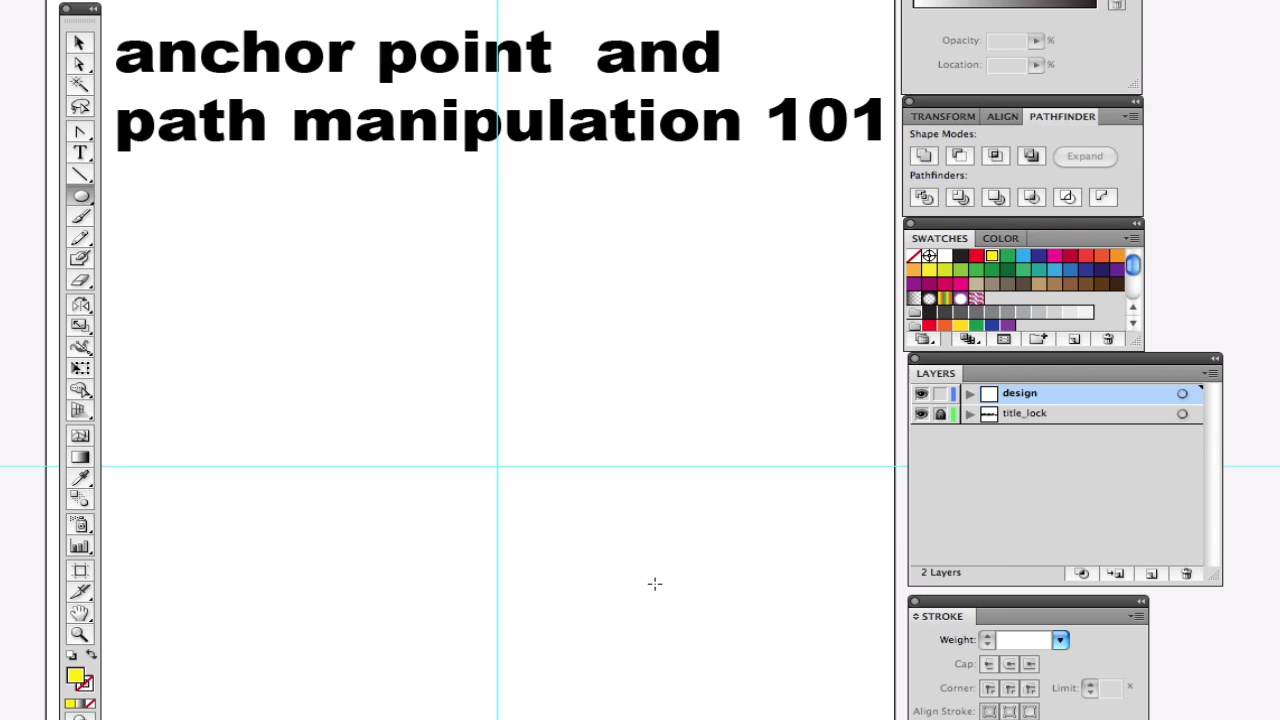 anchor point and
path manipulation 101
Opacity: %
Location: %
TRANSFORM ALIGN PATHFINDER
Shape Modes:
Expand
Pathfinders:
SWATCHES COLOR
LAYERS
design
title_lock
2 Layers
STROKE
Weight:
Cap:
Corner: Limit: x
Align Stroke: